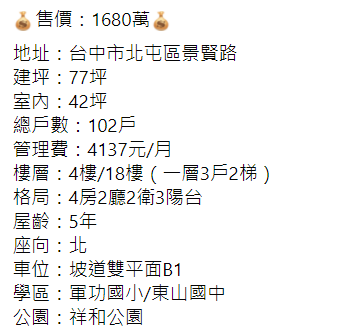 💰售價：1680萬💰
地址：台中市北屯區景賢路
建坪：77坪
室內：42坪
總戶數：102戶
管理費：4137元/月
樓層：4樓/18樓（一層3戶2梯）
格局：4房2廳2衛3陽台
屋齡：5年
座向：北
車位：坡道雙平面B1
學區：軍功國小/東山國中
公園：祥和公園